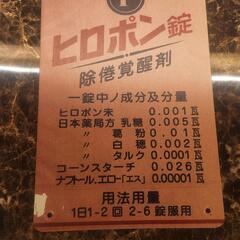 ヒロポン錠
除倦覚醒剤
一錠中ノ成分及分量
ヒロポン末 0.001瓦
日本薬局方 乳糖 0.005瓦
〃 葛粉 0.01瓦
〃 白穂 0.002瓦
〃 タルク 0.0001瓦
コーンスターチ 0.026瓦
ナフトール,エロー「エス」 0.00001瓦
用法用量
1日1-2回 2-6錠服用